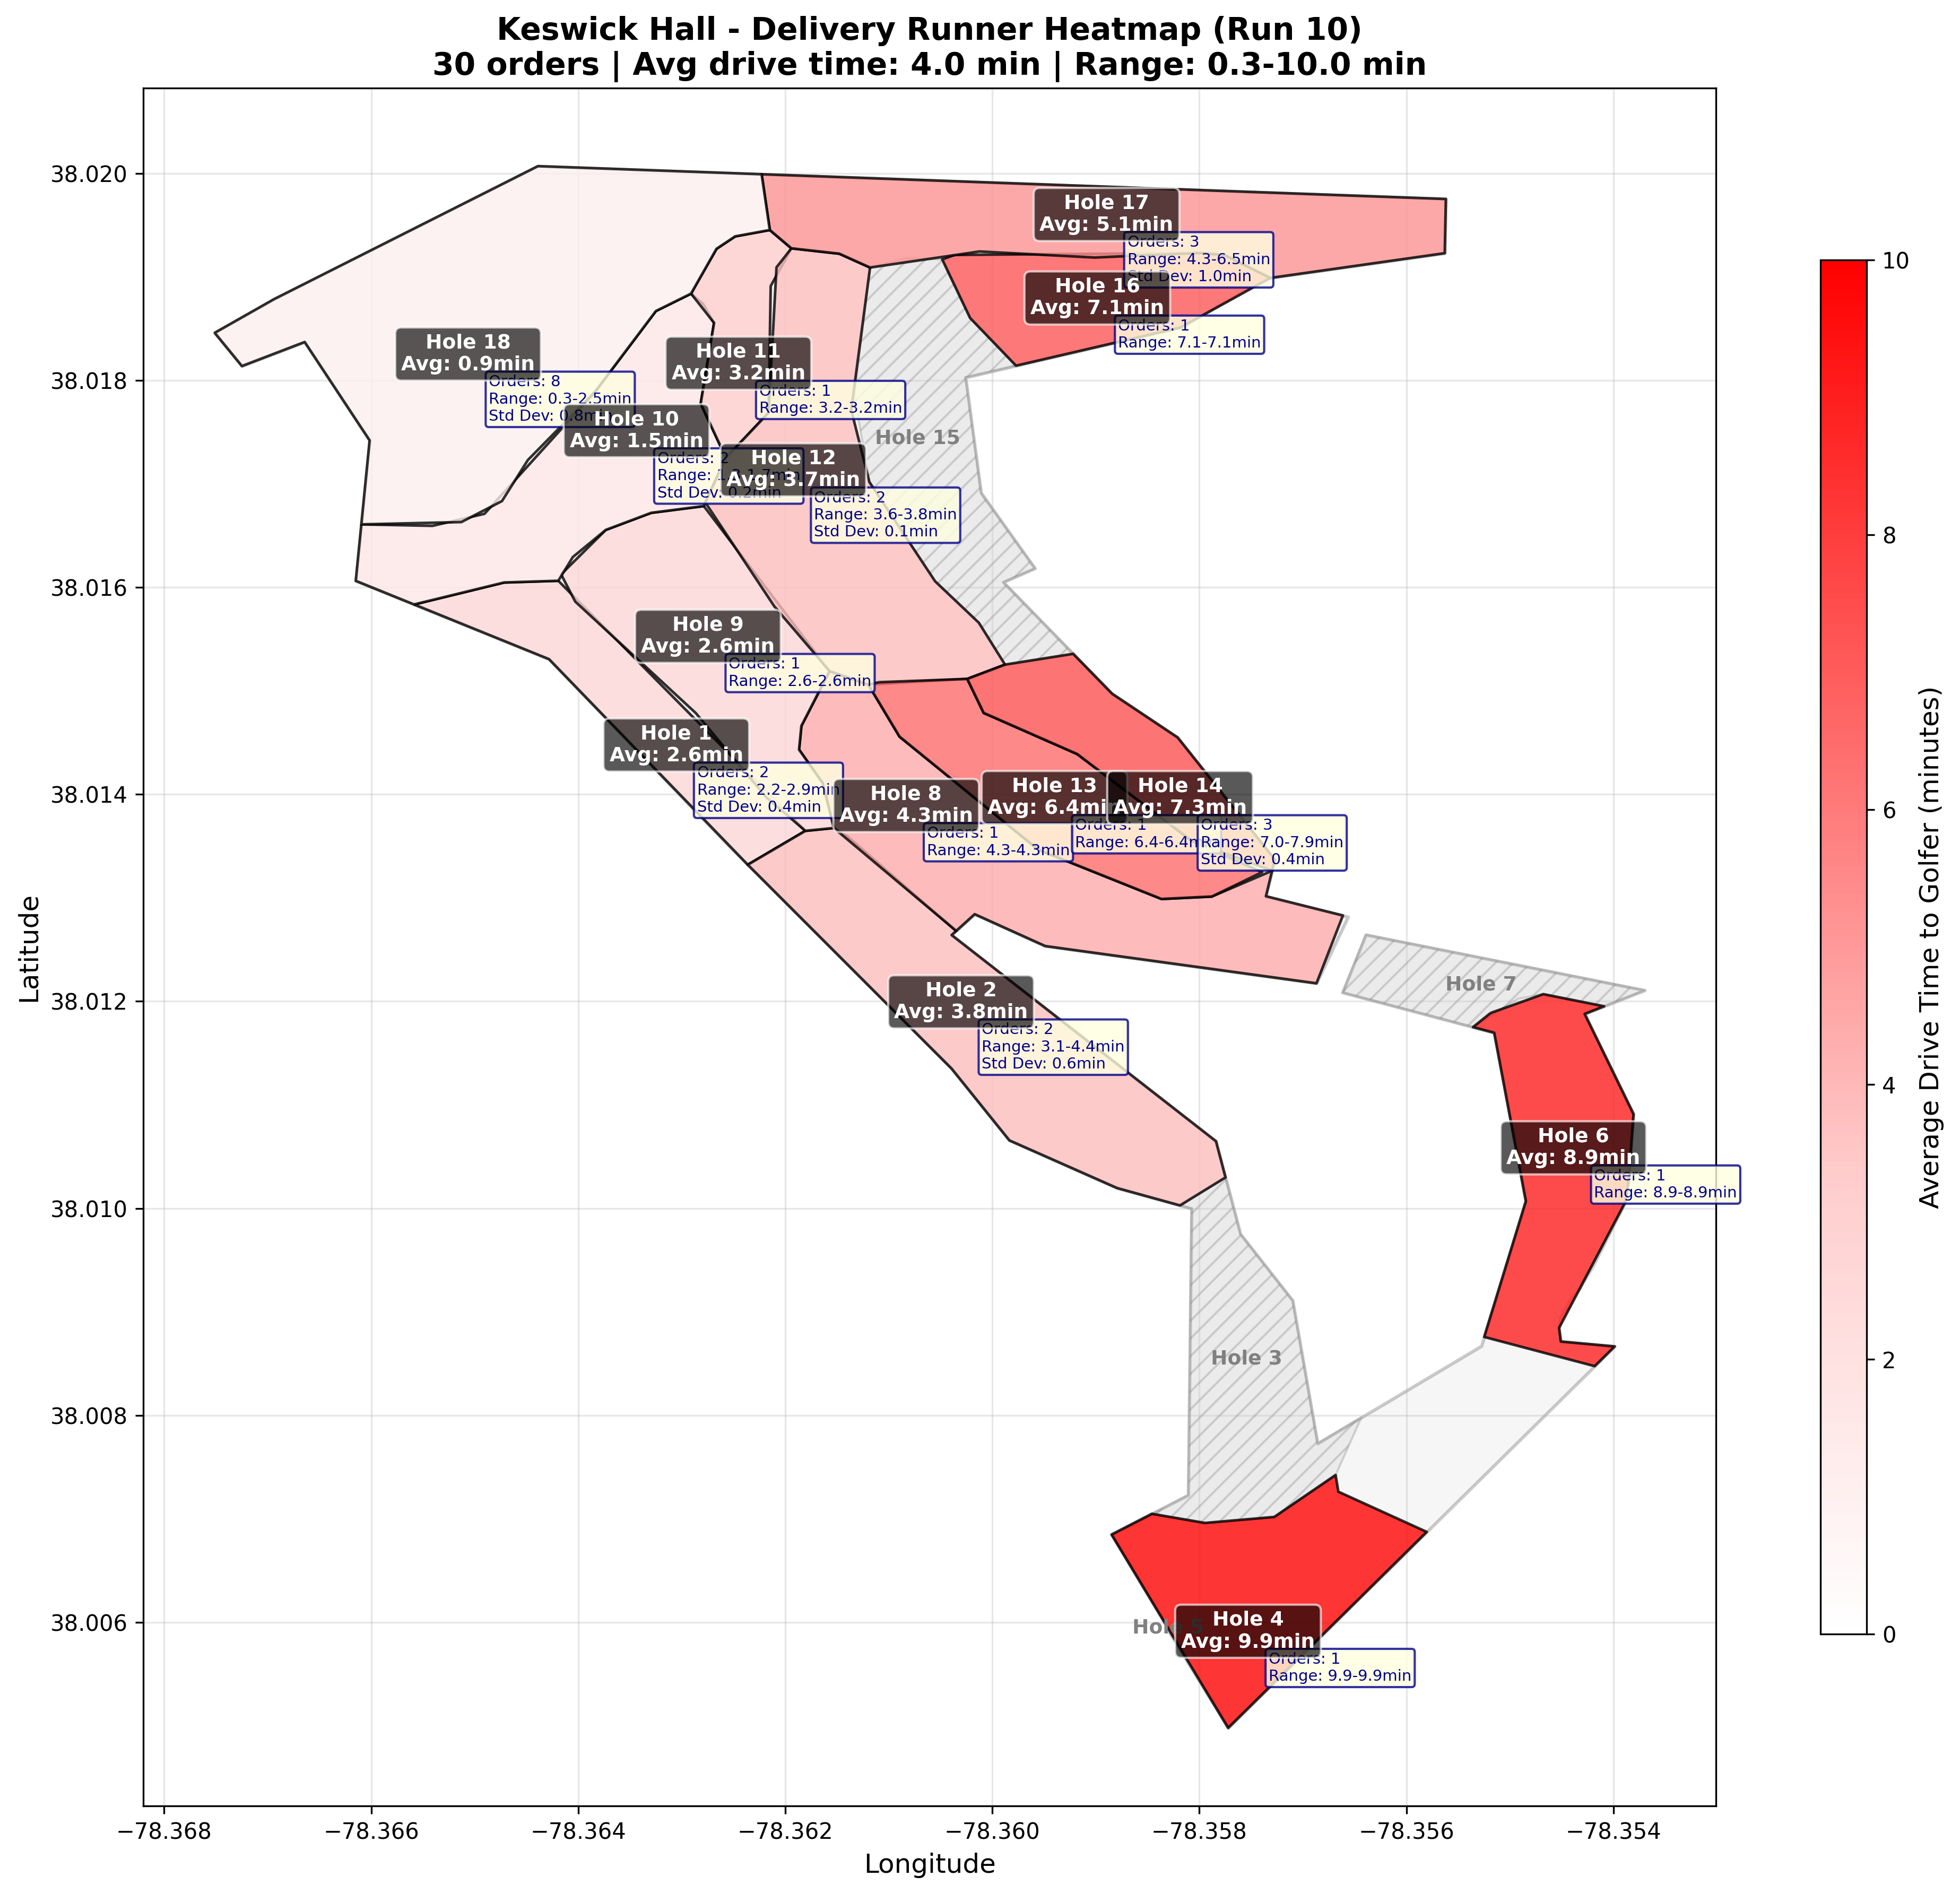 Keswick Hall - Delivery Runner Heatmap (Run 10)
30 orders | Avg drive time: 4.0 min | Range: 0.3-10.0 min
Hole 17
Avg: 5.1min
Orders: 3
Range: 4.3-6.5min
Std Dev: 1.0min
Hole 16
Avg: 7.1min
Orders: 1
Range: 7.1-7.1min
Hole 18
Avg: 0.9min
Orders: 8
Range: 0.3-2.5min
Std Dev: 0.8min
Hole 11
Avg: 3.2min
Orders: 1
Range: 3.2-3.2min
Hole 10
Avg: 1.5min
Orders: 2
Range:
Std Dev: 0.2min
Hole 15
Hole 12
Avg: 3.7min
Orders: 2
Range: 3.6-3.8min
Std Dev: 0.1min
Hole 9
Avg: 2.6min
Orders: 1
Range: 2.6-2.6min
Hole 1
Avg: 2.6min
Orders: 2
Range: 2.2-2.9min
Std Dev: 0.4min
Hole 8
Avg: 4.3min
Orders: 1
Range: 4.3-4.3min
Hole 13
Avg: 6.4min
Orders: 1
Range: 6.4-6.4m
Hole 14
Avg: 7.3min
Orders: 3
Range: 7.0-7.9min
Std Dev: 0.4min
Hole 7
Hole 2
Avg: 3.8min
Orders: 2
Range: 3.1-4.4min
Std Dev: 0.6min
Hole 6
Avg: 8.9min
Orders: 1
Range: 8.9-8.9min
Hole 3
Hole 5
Hole 4
Avg: 9.9min
Orders: 1
Range: 9.9-9.9min
38.020
38.018
38.016
38.014
38.012
38.010
38.008
38.006
Latitude
−78.368
−78.366
−78.364
−78.362
−78.360
−78.358
−78.356
−78.354
Longitude
10
8
6
4
2
0
Average Drive Time to Golfer (minutes)